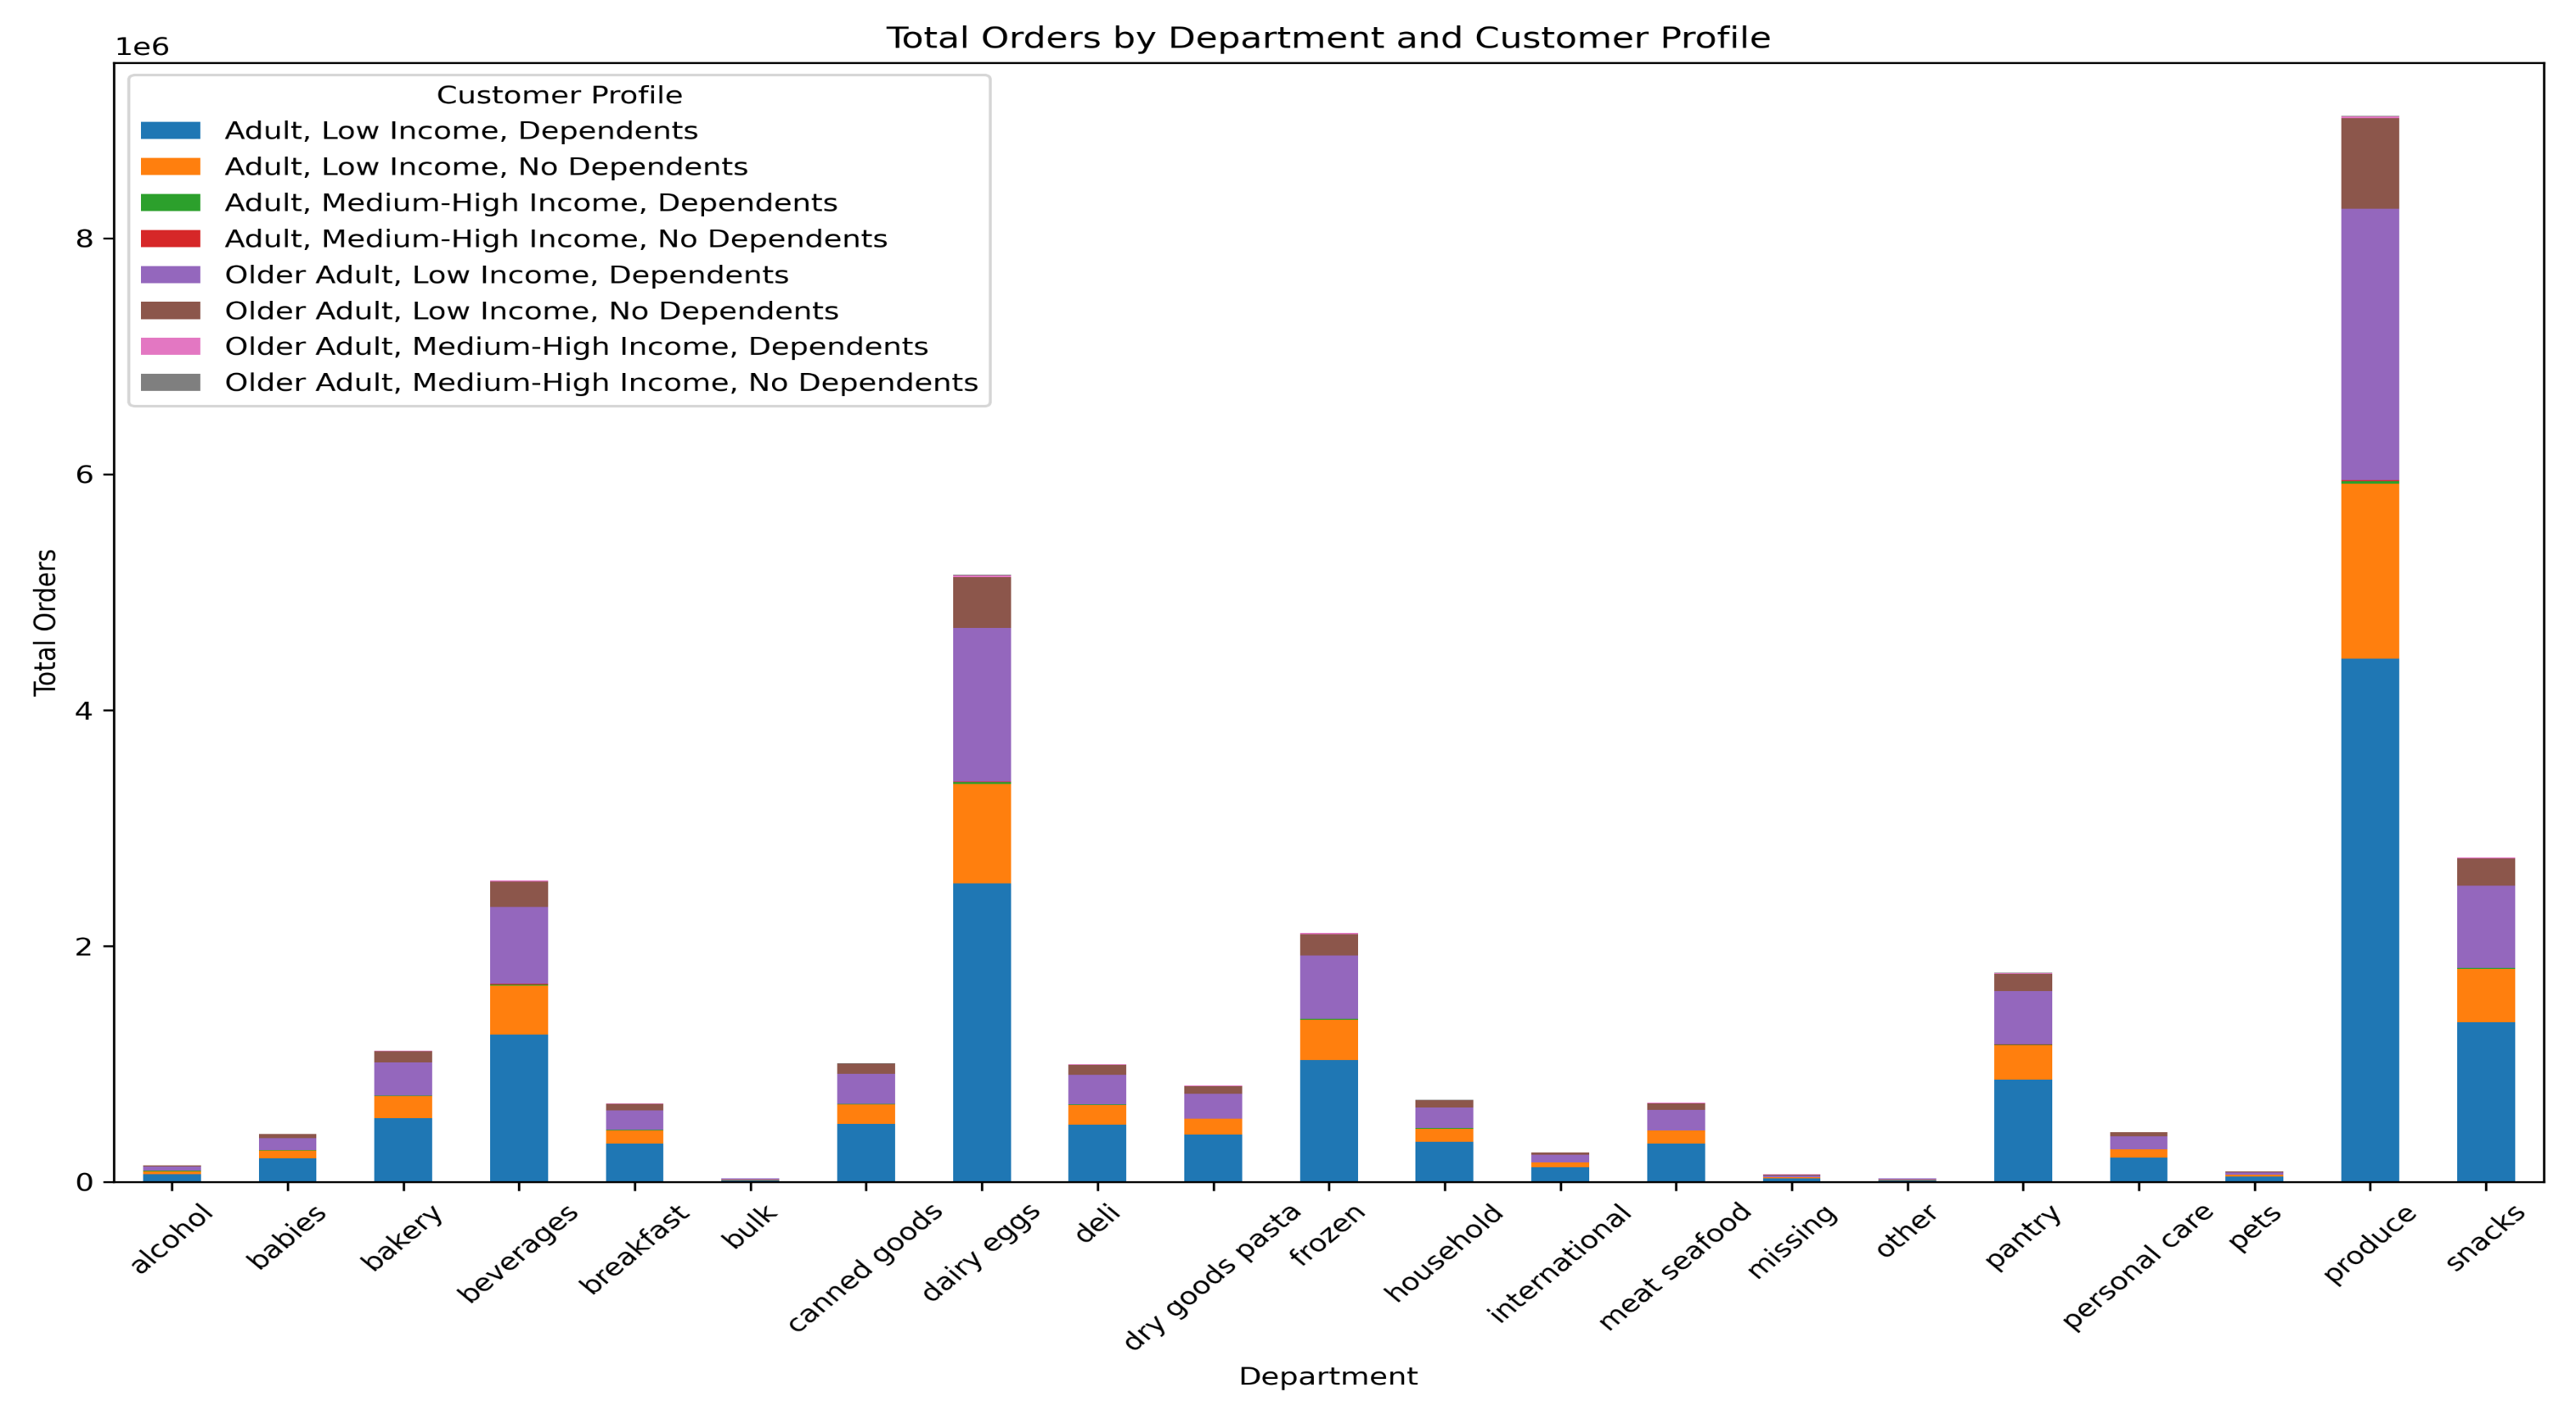 Total Orders by Department and Customer Profile
1e6
Customer Profile
Adult, Low Income, Dependents
Adult, Low Income, No Dependents
Adult, Medium-High Income, Dependents
Adult, Medium-High Income, No Dependents
Older Adult, Low Income, Dependents
Older Adult, Low Income, No Dependents
Older Adult, Medium-High Income, Dependents
Older Adult, Medium-High Income, No Dependents
8
6
4
2
0
Total Orders
alcohol
babies
bakery
beverages
breakfast
bulk
canned goods
dairy eggs
deli
dry goods pasta
frozen
household
international
meat seafood
missing
other
pantry
personal care
pets
produce
snacks
Department